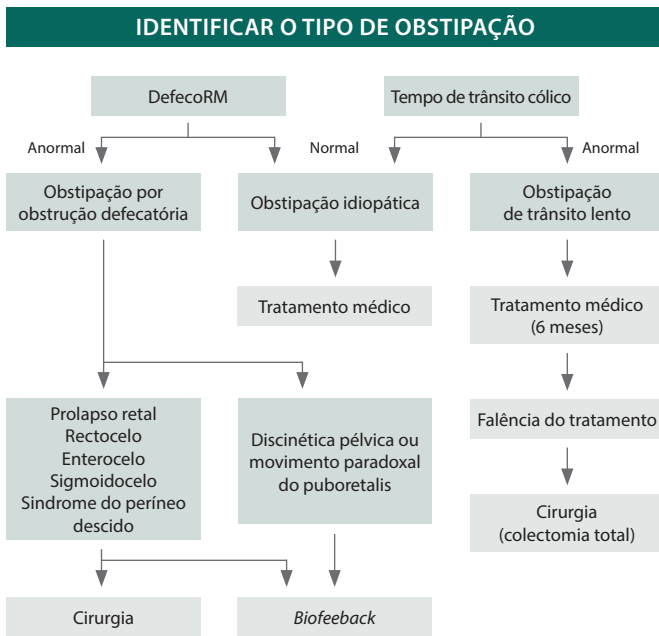 IDENTIFICAR O TIPO DE OBSTIPAÇÃO
DefecoRM
Tempo de trânsito cólico
Anormal
Normal
Anormal
Obstipação por
obstrução defecatória
Obstipação idiopática
Obstipação
de trânsito lento
Tratamento médico
Tratamento médico
(6 meses)
Prolapso retal
Rectocelo
Enterocelo
Sigmoidocelo
Sindrome do períneo
descido
Discinética pélvica ou
movimento paradoxal
do puboretalis
Falência do tratamento
Cirurgia
(colectomia total)
Cirurgia
Biofeeback